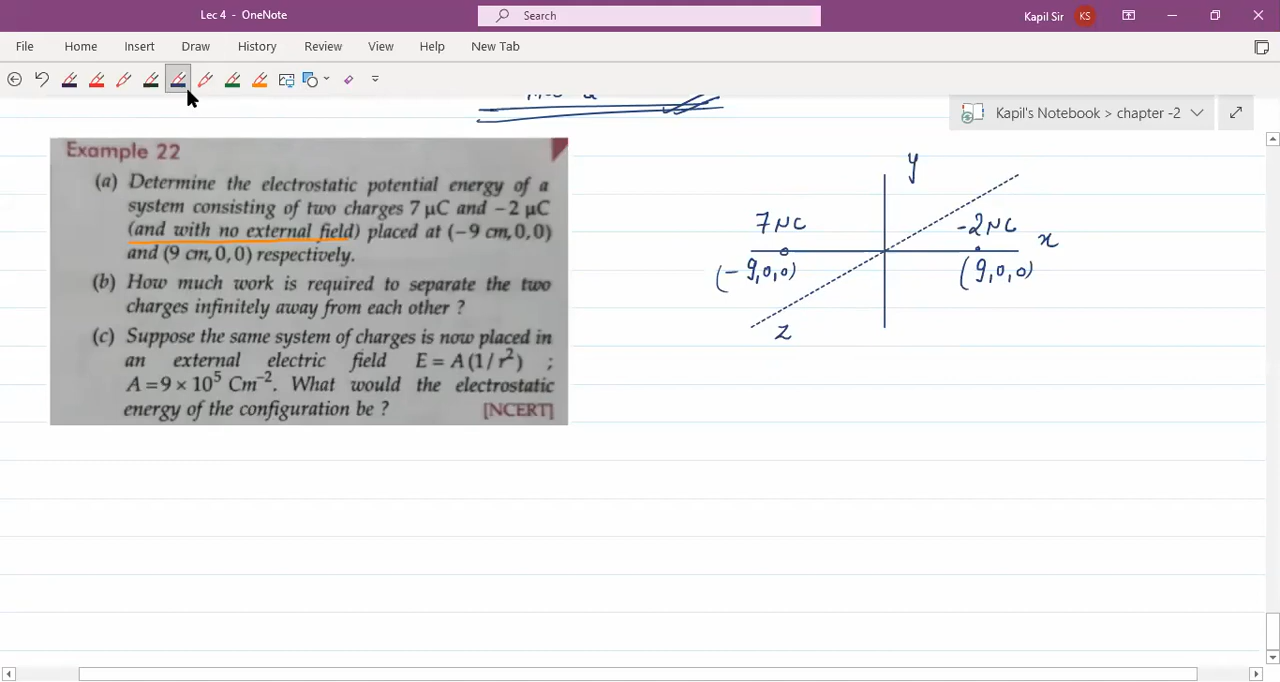 Lec 4 - OneNote
Search
Kapil Sir KS
File Home Insert Draw History Review View Help New Tab
Kapil's Notebook > chapter -2
Example 22
(a) Determine the electrostatic potential energy of a
system consisting of two charges 7 μC and −2 μC
(and with no external field) placed at (−9 cm, 0, 0)
and (9 cm, 0, 0) respectively.
(b) How much work is required to separate the two
charges infinitely away from each other ?
(c) Suppose the same system of charges is now placed in
an external electric field E = A (1/r²) ;
A = 9 × 10⁵ Cm⁻². What would the electrostatic
energy of the configuration be ? [NCERT]
y
7 μC -2 μC x
(-9,0,0) (9,0,0)
z